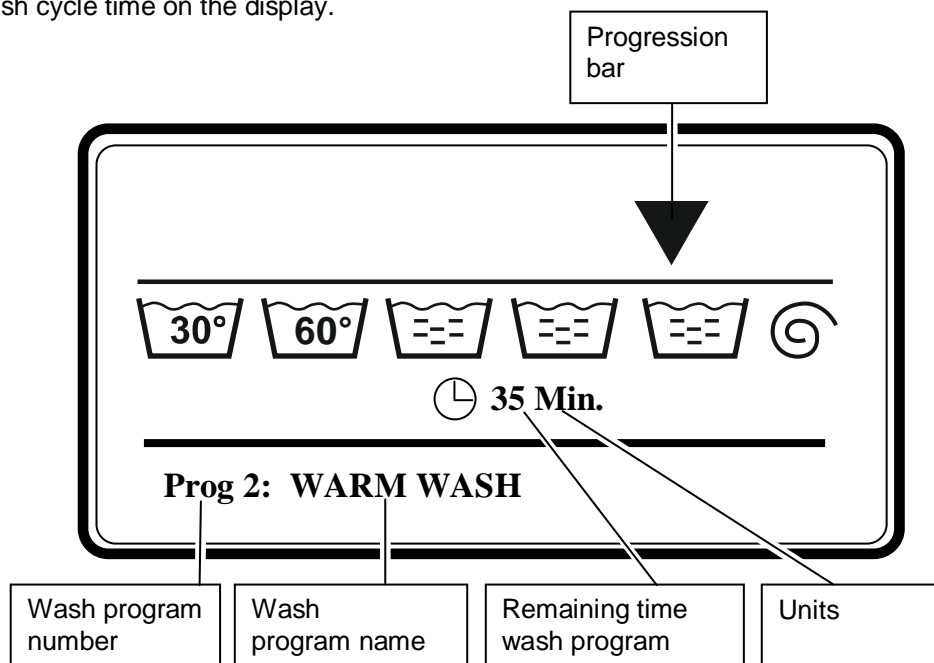 sh cycle time on the display.
Progression
bar
30° 60°
35 Min.
Prog 2: WARM WASH
Wash program
number
Wash
program name
Remaining time
wash program
Units